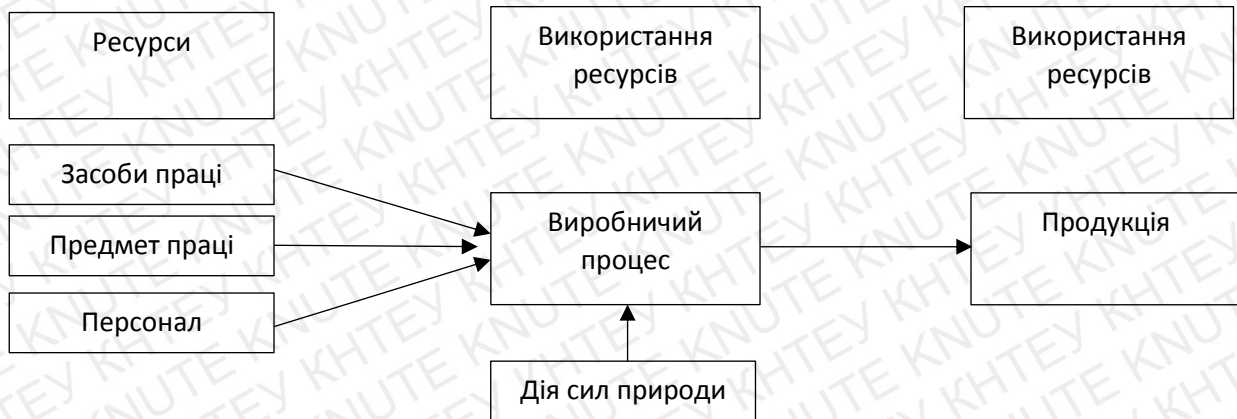 Ресурси
Використання
ресурсів
Використання
ресурсів
Засоби праці
Предмет праці
Персонал
Виробничий
процес
Продукція
Дія сил природи